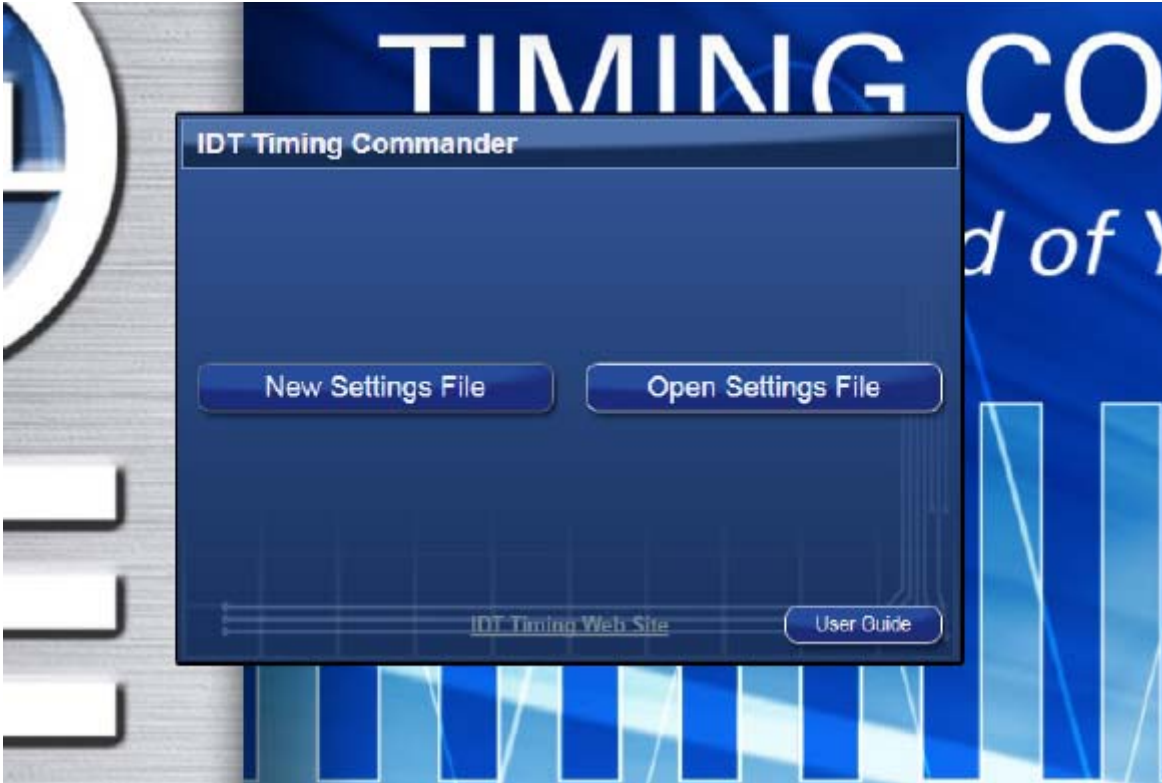 TIMING CO
IDT Timing Commander
d of Y
New Settings File
Open Settings File
IDT Timing Web Site
User Guide